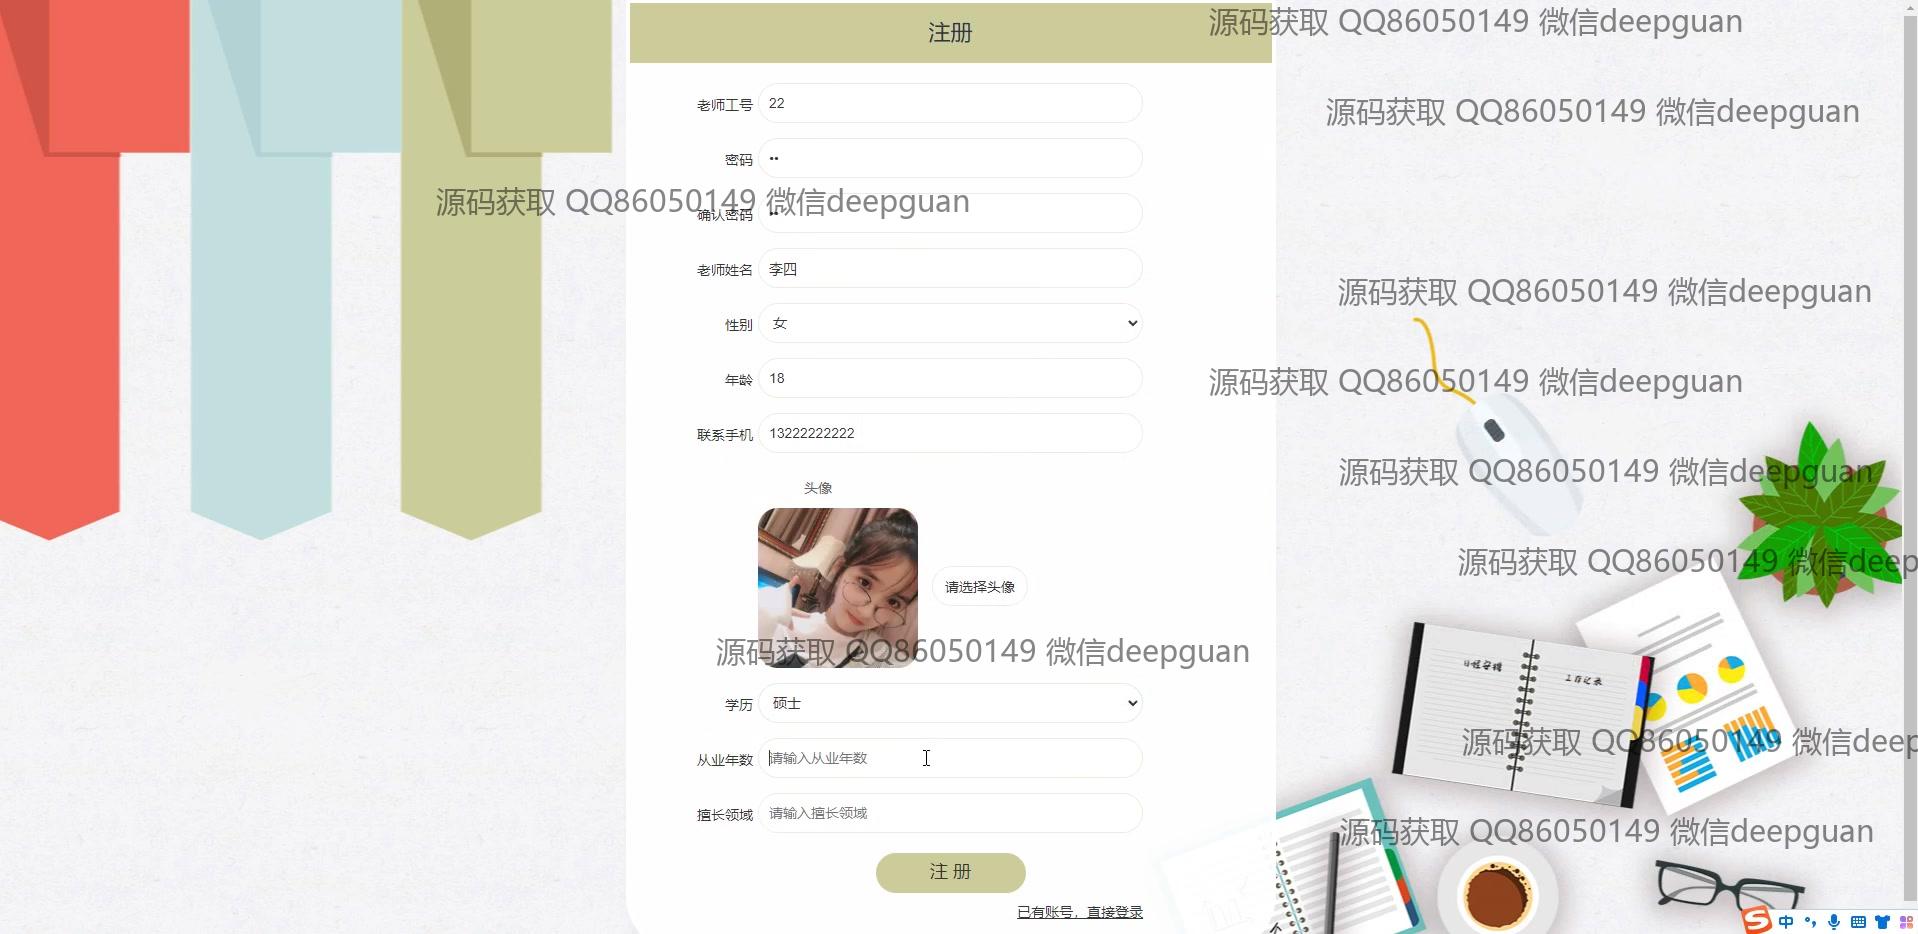 注册
源码获取 QQ86050149 微信deepguan
老师工号 22
源码获取 QQ86050149 微信deepguan
密码 ••
源码获取 QQ86050149 微信deepguan
确认密码 ••
老师姓名 李四
源码获取 QQ86050149 微信deepguan
性别 女
年龄 18
源码获取 QQ86050149 微信deepguan
联系手机 13222222222
源码获取 QQ86050149 微信deepguan
头像
源码获取 QQ86050149 微信deep
请选择头像
源码获取 QQ86050149 微信deepguan
日程安排
工作记录
学历 硕士
源码获取 QQ86050149 微信deep
从业年数 请输入从业年数
擅长领域 请输入擅长领域
源码获取 QQ86050149 微信deepguan
注 册
已有账号，直接登录
S 中